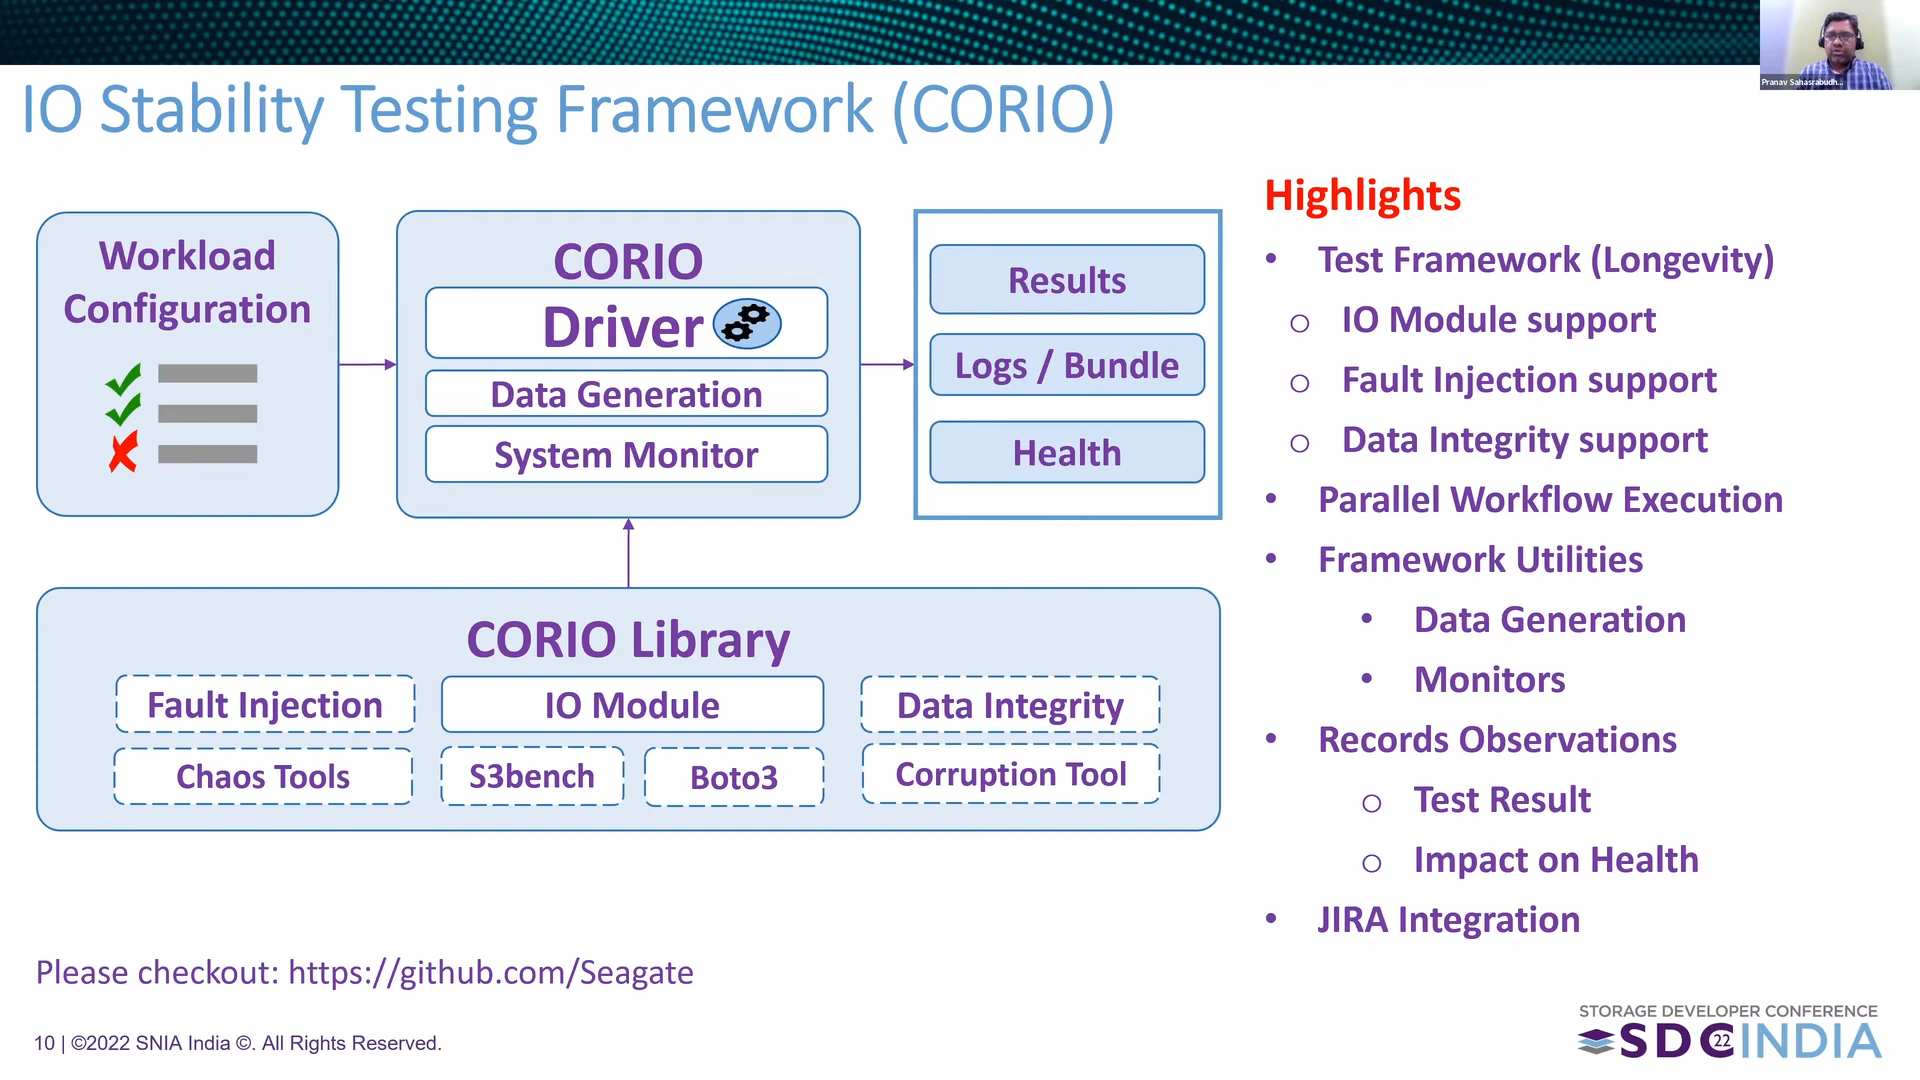 Pranav Sahasrabudh...
IO Stability Testing Framework (CORIO)
Workload
Configuration
CORIO
Driver
Data Generation
System Monitor
Results
Logs / Bundle
Health
CORIO Library
Fault Injection
IO Module
Data Integrity
Chaos Tools
S3bench
Boto3
Corruption Tool
Highlights
• Test Framework (Longevity)
o IO Module support
o Fault Injection support
o Data Integrity support
• Parallel Workflow Execution
• Framework Utilities
• Data Generation
• Monitors
• Records Observations
o Test Result
o Impact on Health
• JIRA Integration
Please checkout: https://github.com/Seagate
10 | ©2022 SNIA India ©. All Rights Reserved.
STORAGE DEVELOPER CONFERENCE
SDC 22 INDIA